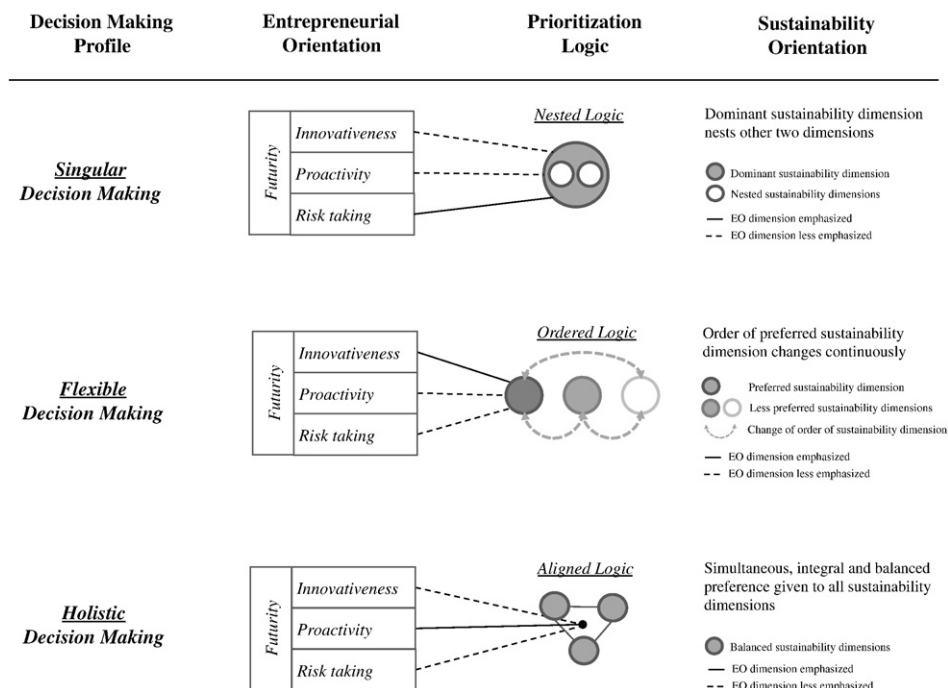 Decision Making
Profile
Entrepreneurial
Orientation
Prioritization
Logic
Sustainability
Orientation
Singular
Decision Making
Futurity
Innovativeness
Proactivity
Risk taking
Nested Logic
Dominant sustainability dimension
nests other two dimensions
Dominant sustainability dimension
Nested sustainability dimensions
EO dimension emphasized
EO dimension less emphasized
Flexible
Decision Making
Futurity
Innovativeness
Proactivity
Risk taking
Ordered Logic
Order of preferred sustainability
dimension changes continuously
Preferred sustainability dimension
Less preferred sustainability dimensions
Change of order of sustainability dimension
EO dimension emphasized
EO dimension less emphasized
Holistic
Decision Making
Futurity
Innovativeness
Proactivity
Risk taking
Aligned Logic
Simultaneous, integral and balanced
preference given to all sustainability
dimensions
Balanced sustainability dimensions
EO dimension emphasized
EO dimension less emphasized